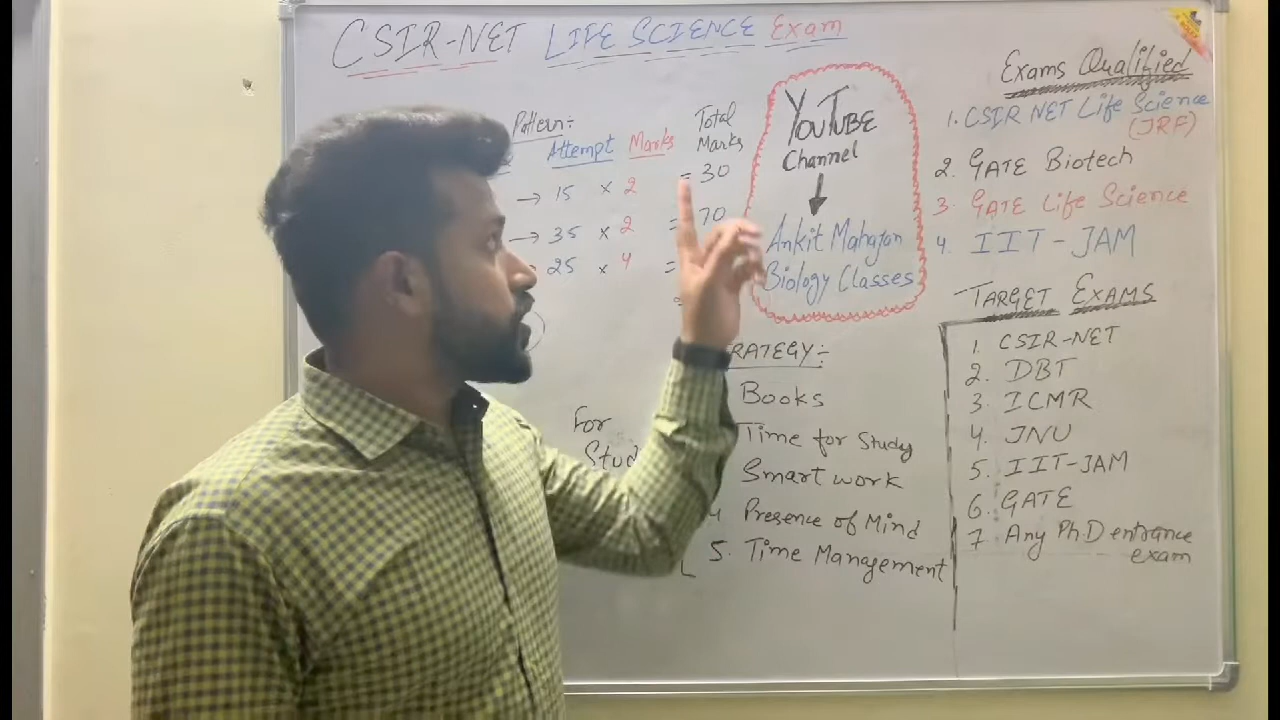 CSIR-NET LIFE SCIENCE Exam
Pattern:-
Attempt Marks Total Marks
→ 15 × 2 = 30
→ 35 × 2 = 70
25 × 4 =
=
YOUTUBE
Channel
↓
Ankit Mahajan
Biology Classes
RATEGY:-
Books
Time for Study
Smart work
4 Presence of Mind
5. Time Management
For
Stud
Exams Qualified
1. CSIR NET Life Science
(JRF)
2. GATE Biotech
3. GATE Life Science
4. IIT-JAM
TARGET EXAMS
1. CSIR-NET
2. DBT
3. ICMR
4. JNU
5. IIT-JAM
6. GATE
7. Any Ph.D entrance
exam